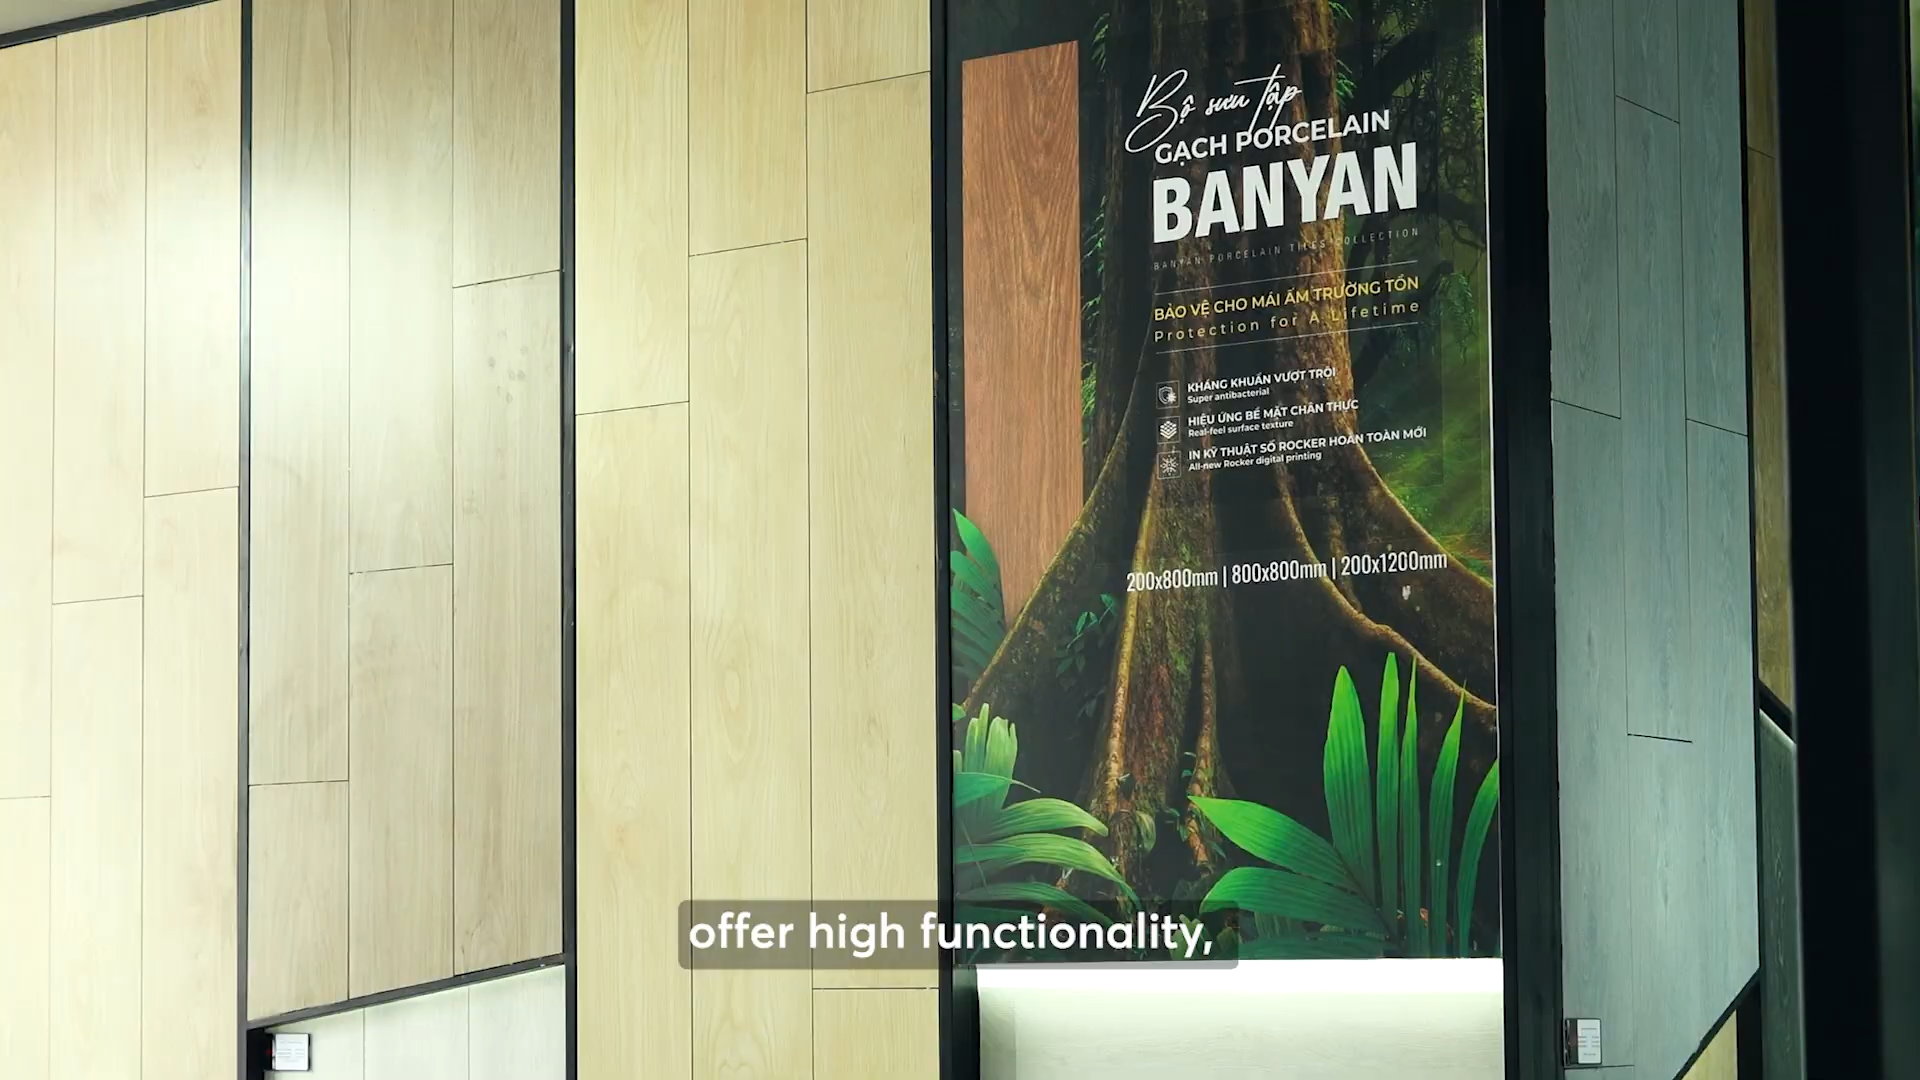 Bộ sưu tập
GẠCH PORCELAIN
BANYAN
BANYAN PORCELAIN TILES COLLECTION
BẢO VỆ CHO MÁI ẤM TRƯỜNG TỒN
Protection for A Lifetime
KHÁNG KHUẨN VƯỢT TRỘI
Super antibacterial
HIỆU ỨNG BỀ MẶT CHÂN THỰC
Real-feel surface texture
IN KỸ THUẬT SỐ ROCKER HOÀN TOÀN MỚI
All-new Rocker digital printing
200x800mm | 800x800mm | 200x1200mm
offer high functionality,